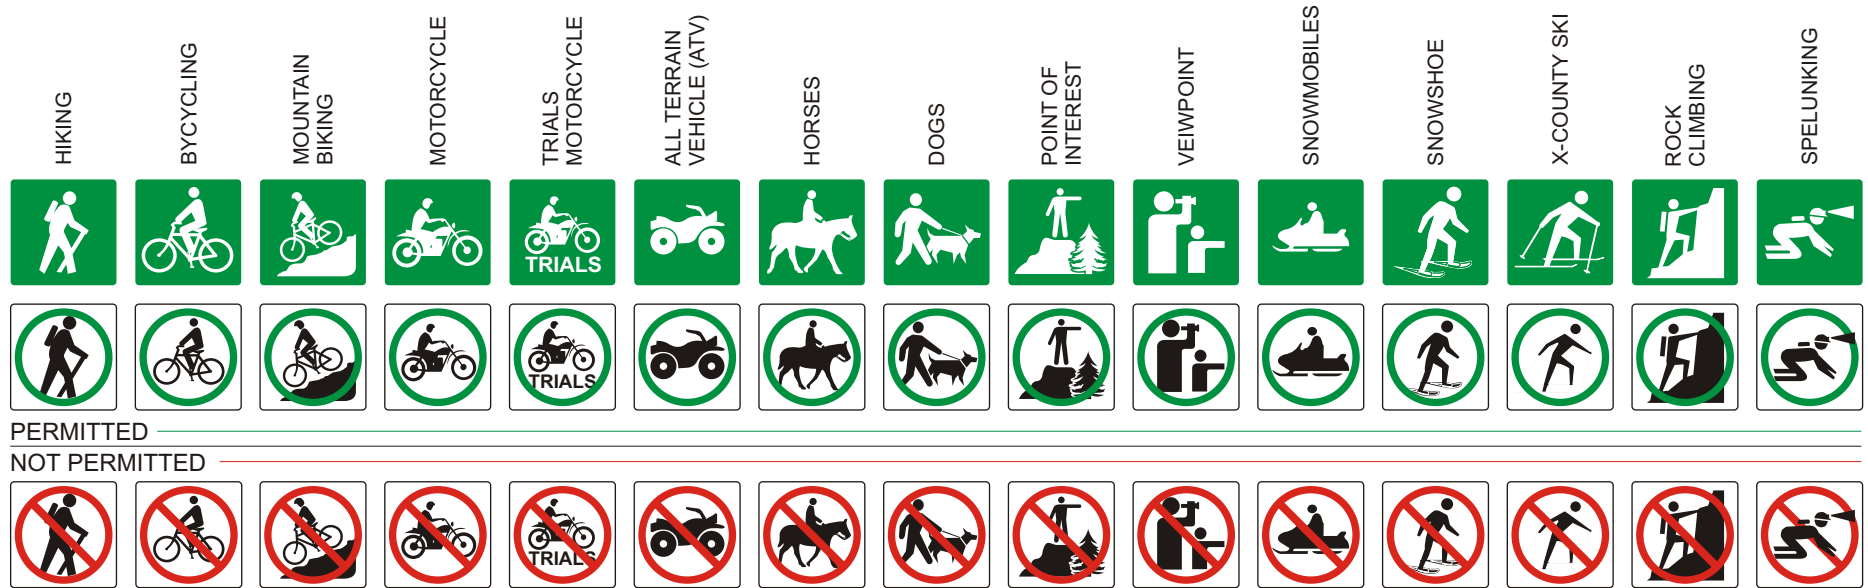 HIKING
BYCYCLING
MOUNTAIN
BIKING
MOTORCYCLE
TRIALS
MOTORCYCLE
ALL TERRAIN
VEHICLE (ATV)
HORSES
DOGS
POINT OF
INTEREST
VEIWPOINT
SNOWMOBILES
SNOWSHOE
X-COUNTY SKI
ROCK
CLIMBING
SPELUNKING
TRIALS
TRIALS
PERMITTED
NOT PERMITTED
TRIALS